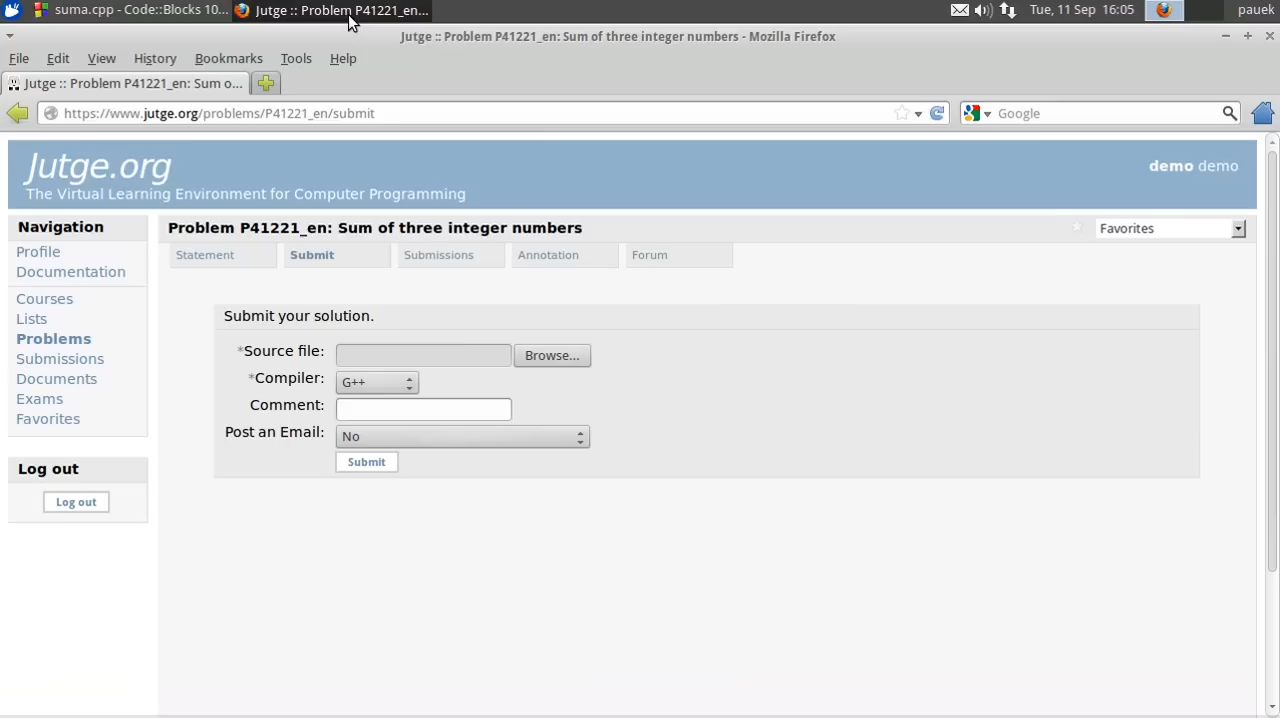 suma.cpp - Code::Blocks 10... Jutge :: Problem P41221_en... Tue, 11 Sep 16:05 pauek
Jutge :: Problem P41221_en: Sum of three integer numbers - Mozilla Firefox
File Edit View History Bookmarks Tools Help
Jutge :: Problem P41221_en: Sum o...
https://www.jutge.org/problems/P41221_en/submit Google
Jutge.org
demo demo
The Virtual Learning Environment for Computer Programming
Navigation
Profile
Documentation
Courses
Lists
Problems
Submissions
Documents
Exams
Favorites
Log out
Log out
Problem P41221_en: Sum of three integer numbers Favorites
Statement Submit Submissions Annotation Forum
Submit your solution.
*Source file: Browse...
*Compiler: G++
Comment:
Post an Email: No
Submit